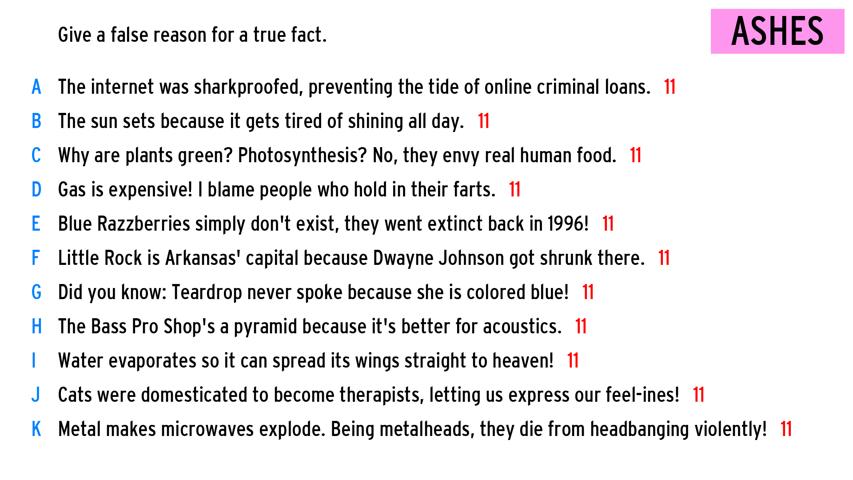 Give a false reason for a true fact.
ASHES
A The internet was sharkproofed, preventing the tide of online criminal loans. 11
B The sun sets because it gets tired of shining all day. 11
C Why are plants green? Photosynthesis? No, they envy real human food. 11
D Gas is expensive! I blame people who hold in their farts. 11
E Blue Razzberries simply don't exist, they went extinct back in 1996! 11
F Little Rock is Arkansas' capital because Dwayne Johnson got shrunk there. 11
G Did you know: Teardrop never spoke because she is colored blue! 11
H The Bass Pro Shop's a pyramid because it's better for acoustics. 11
I Water evaporates so it can spread its wings straight to heaven! 11
J Cats were domesticated to become therapists, letting us express our feel-ines! 11
K Metal makes microwaves explode. Being metalheads, they die from headbanging violently! 11